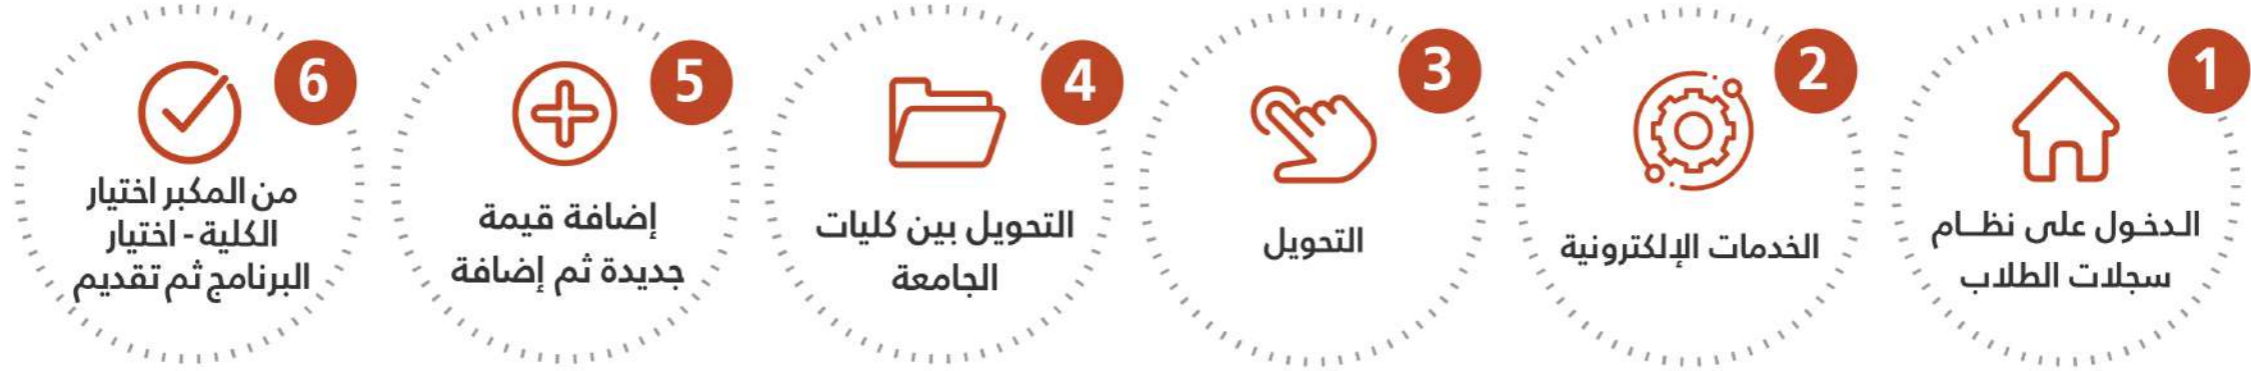 1
الدخول على نظام
سجلات الطلاب
2
الخدمات الإلكترونية
3
التحويل
4
التحويل بين كليات
الجامعة
5
إضافة قيمة
جديدة ثم إضافة
6
من المكبر اختيار
الكلية - اختيار
البرنامج ثم تقديم